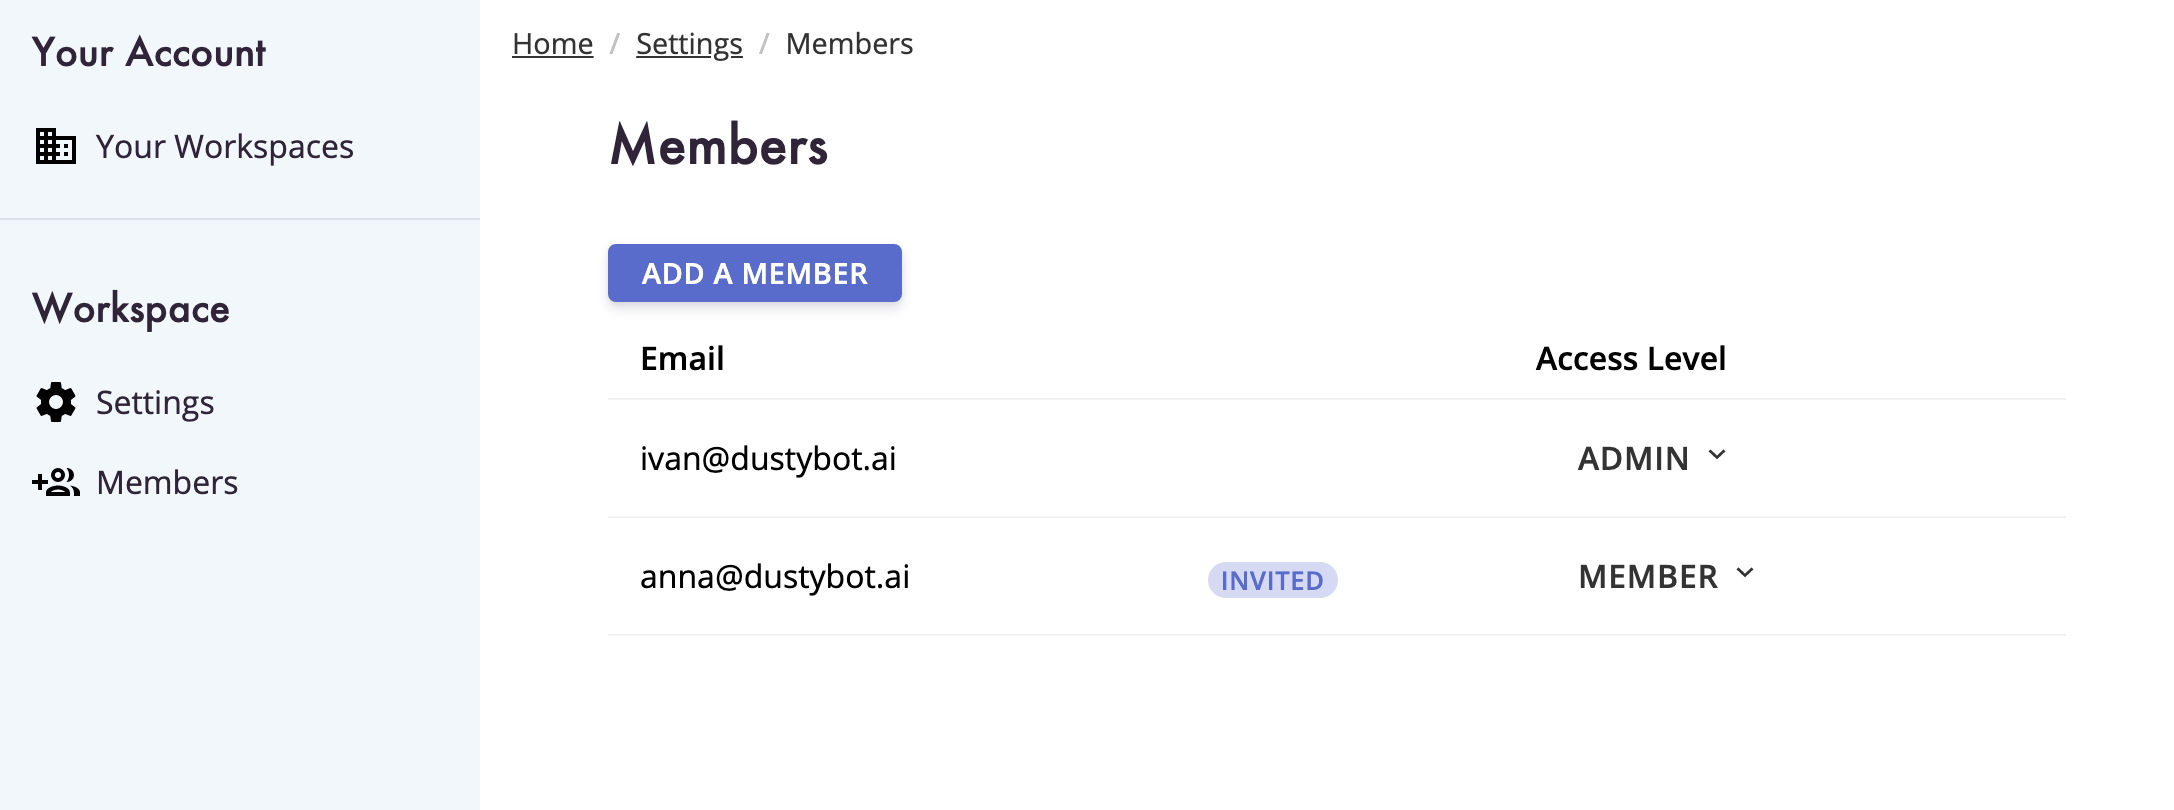 Your Account
Your Workspaces
Workspace
Settings
Members
Home / Settings / Members
Members
ADD A MEMBER
Email Access Level
ivan@dustybot.ai ADMIN
anna@dustybot.ai INVITED MEMBER